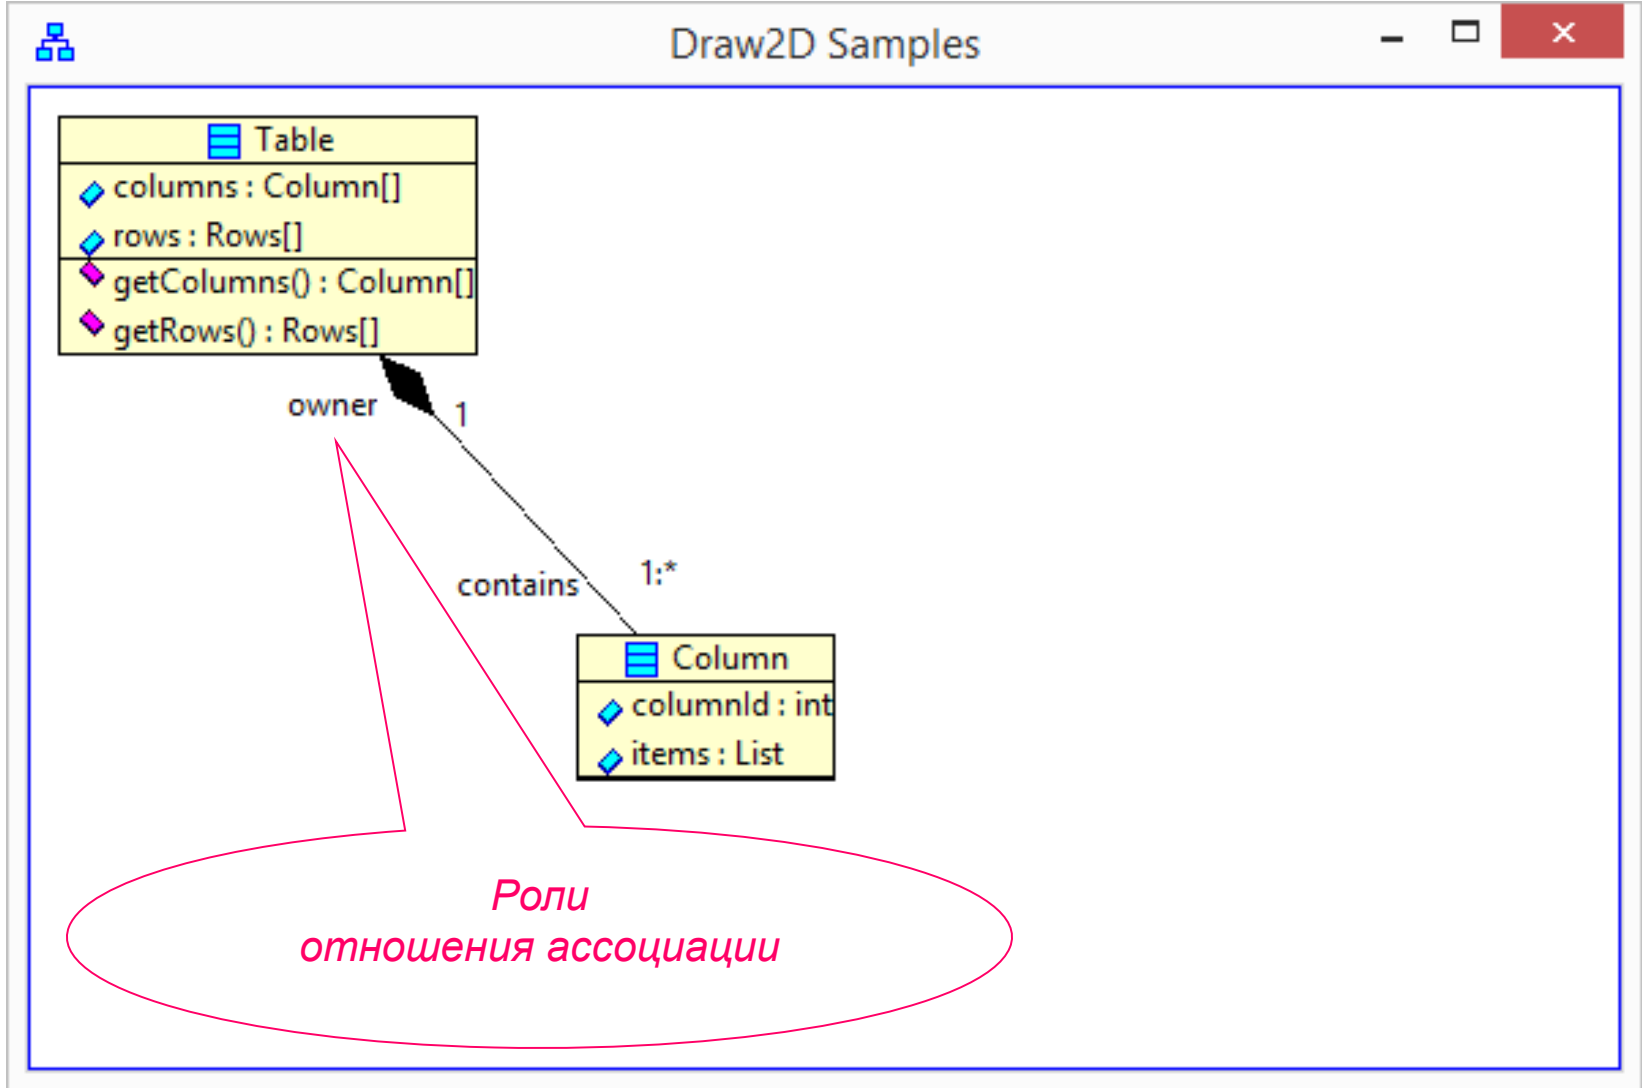 Draw2D Samples
Table
columns : Column[]
rows : Rows[]
getColumns() : Column[]
getRows() : Rows[]
owner
1
contains
1:*
Column
columnId : int
items : List
Роли
отношения ассоциации